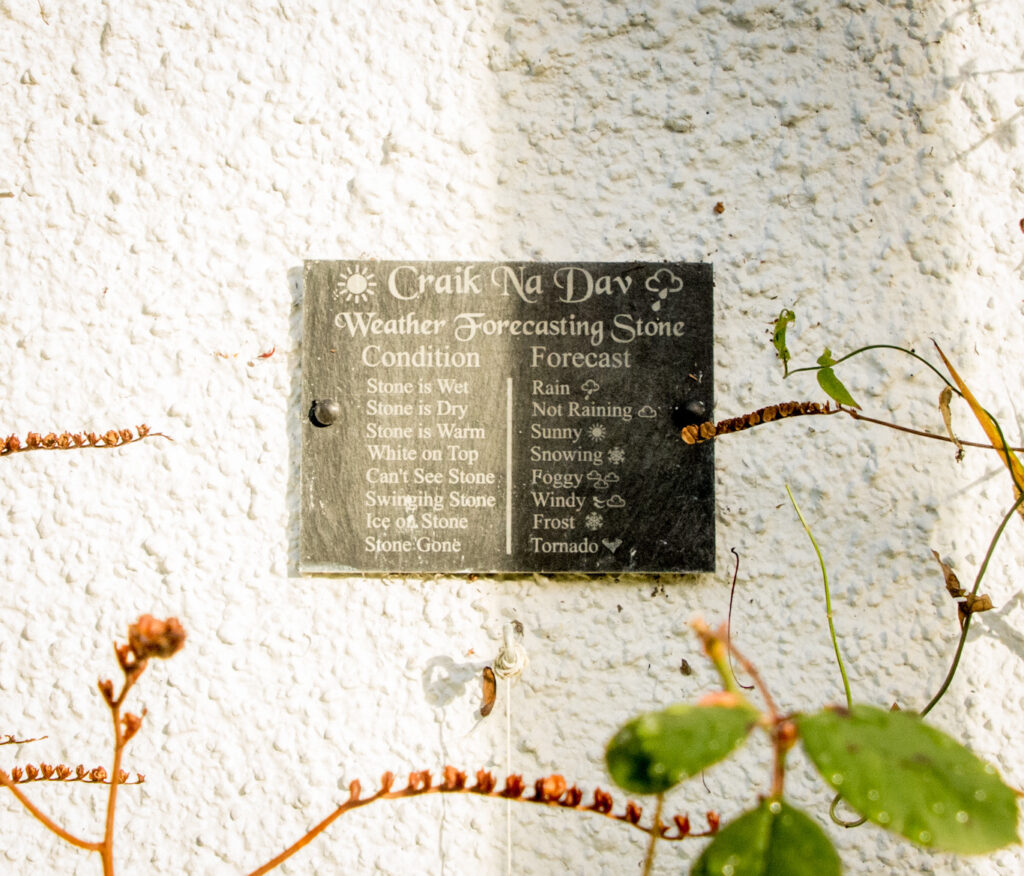 Craik Na Dav
Weather Forecasting Stone
Condition Forecast
Stone is Wet Rain
Stone is Dry Not Raining
Stone is Warm Sunny
White on Top Snowing
Can't See Stone Foggy
Swinging Stone Windy
Ice on Stone Frost
Stone Gone Tornado